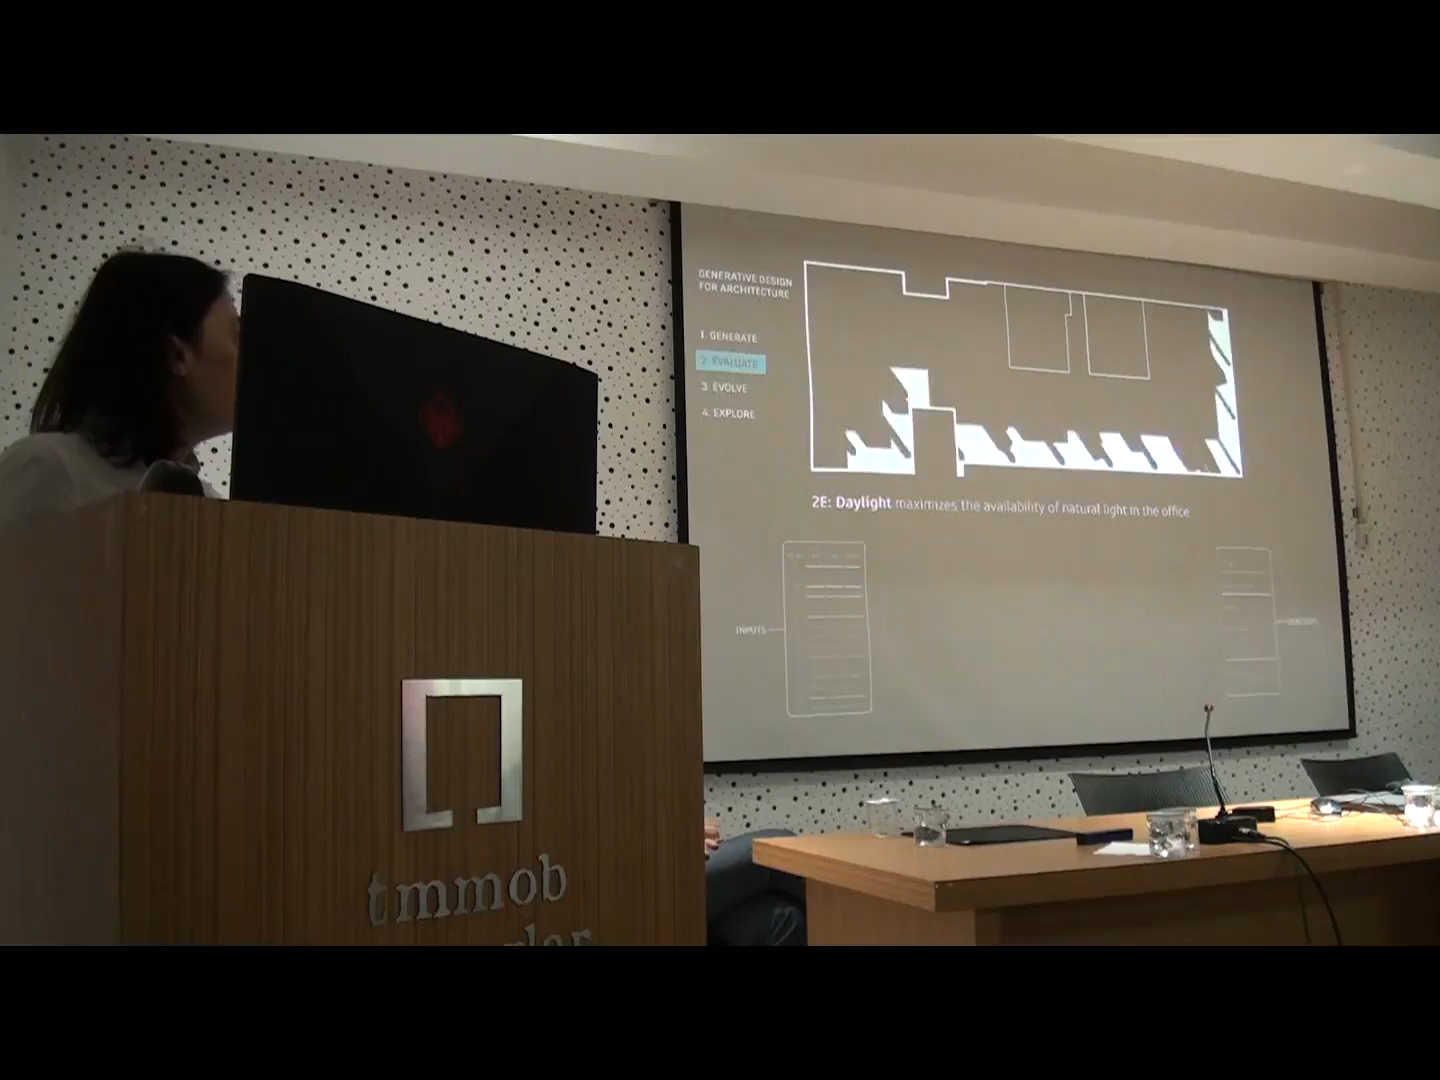 GENERATIVE DESIGN
FOR ARCHITECTURE
1. GENERATE
2. EVALUATE
3. EVOLVE
4. EXPLORE
2E: Daylight maximizes the availability of natural light in the office
INPUTS
tmmob